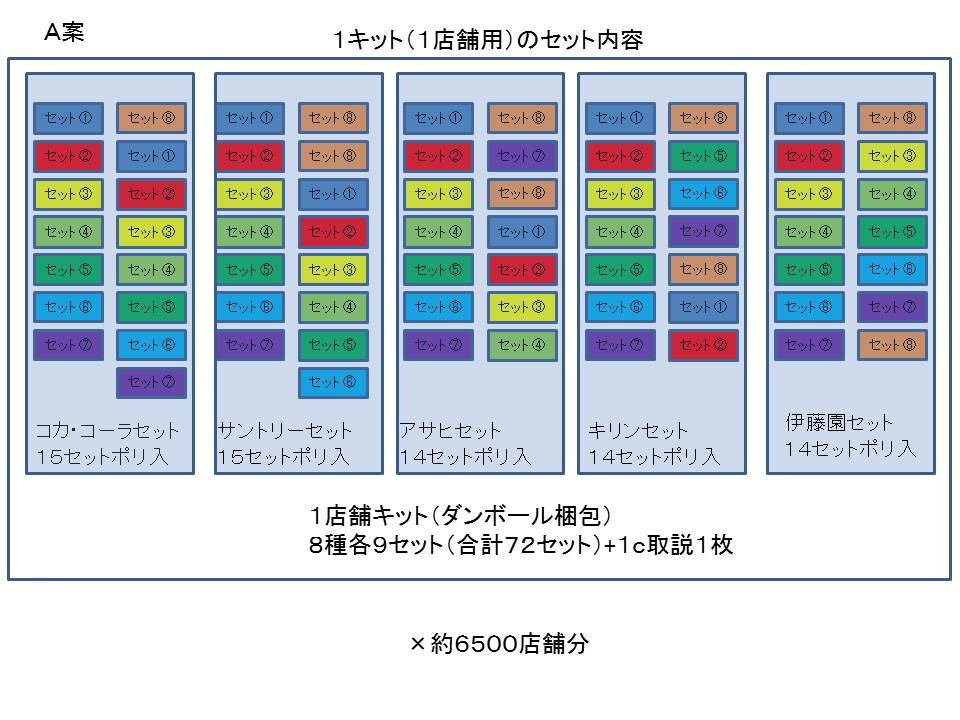 A案
1キット(1店舗用)のセット内容
セット① セット⑧
セット② セット①
セット③ セット②
セット④ セット③
セット⑤ セット④
セット⑥ セット⑤
セット⑦ セット⑥
セット⑦
コカ・コーラセット
15セットポリ入
セット① セット⑧
セット② セット⑧
セット③ セット①
セット④ セット②
セット⑤ セット③
セット⑥ セット④
セット⑦ セット⑤
セット⑥
サントリーセット
15セットポリ入
セット① セット⑧
セット② セット⑦
セット③ セット⑧
セット④ セット①
セット⑤ セット②
セット⑥ セット③
セット⑦ セット④
アサヒセット
14セットポリ入
セット① セット⑧
セット② セット⑤
セット③ セット⑥
セット④ セット⑦
セット⑤ セット⑧
セット⑥ セット①
セット⑦ セット②
キリンセット
14セットポリ入
セット① セット⑧
セット② セット③
セット③ セット④
セット④ セット⑤
セット⑤ セット⑥
セット⑥ セット⑦
セット⑦ セット⑧
伊藤園セット
14セットポリ入
1店舗キット(ダンボール梱包)
8種各9セット(合計72セット)+1c取説1枚
×約6500店舗分